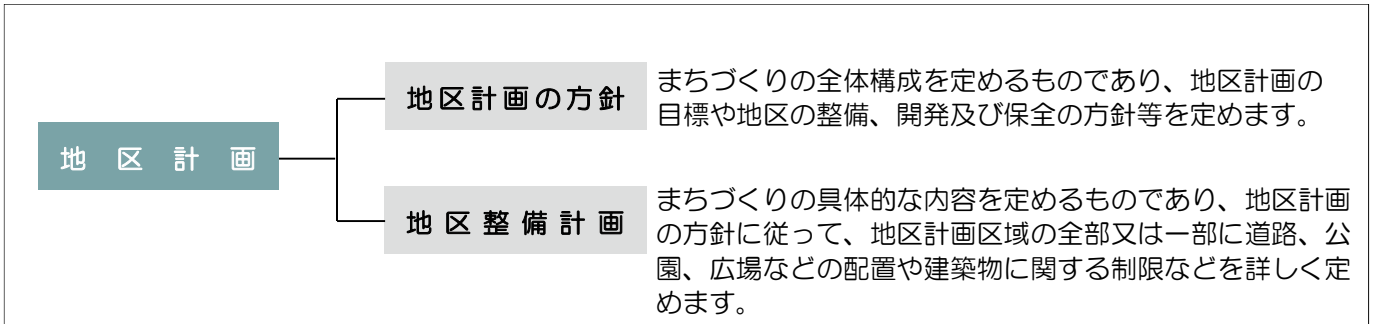 地区計画
地区計画の方針
まちづくりの全体構成を定めるものであり、地区計画の
目標や地区の整備、開発及び保全の方針等を定めます。
地区整備計画
まちづくりの具体的な内容を定めるものであり、地区計画
の方針に従って、地区計画区域の全部又は一部に道路、公
園、広場などの配置や建築物に関する制限などを詳しく定
めます。